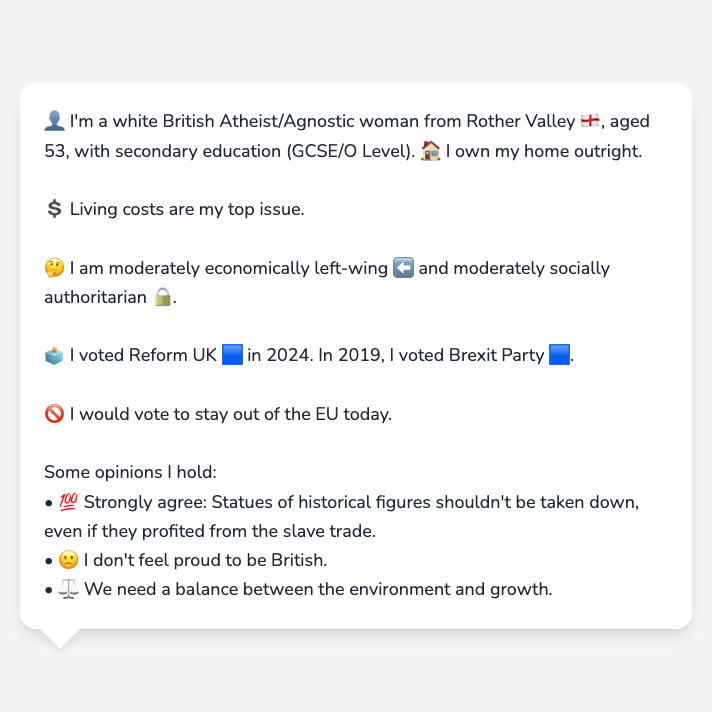 👤 I'm a white British Atheist/Agnostic woman from Rother Valley 🏴󠁧󠁢󠁥󠁮󠁧󠁿, aged
53, with secondary education (GCSE/O Level). 🏠 I own my home outright.
💲 Living costs are my top issue.
🤔 I am moderately economically left-wing ⬅️ and moderately socially
authoritarian 🔒.
🗳️ I voted Reform UK 🟦 in 2024. In 2019, I voted Brexit Party 🟦.
🚫 I would vote to stay out of the EU today.
Some opinions I hold:
• 💯 Strongly agree: Statues of historical figures shouldn't be taken down,
even if they profited from the slave trade.
• 🙁 I don't feel proud to be British.
• ⚖️ We need a balance between the environment and growth.